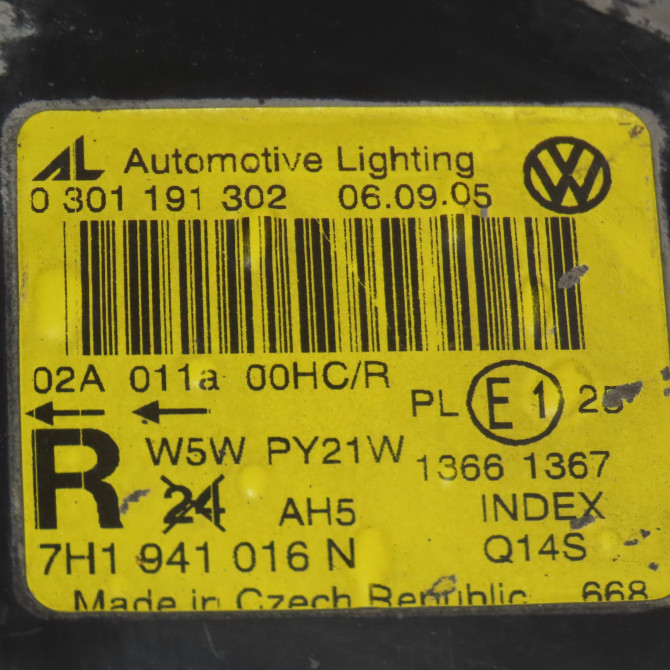 AL Automotive Lighting
0 301 191 302 06.09.05
02A 011a 00HC/R
PL E1 25
R W5W PY21W
1366 1367
24 AH5
INDEX
7H1 941 016 N
Q14S
Made in Czech Republic 668